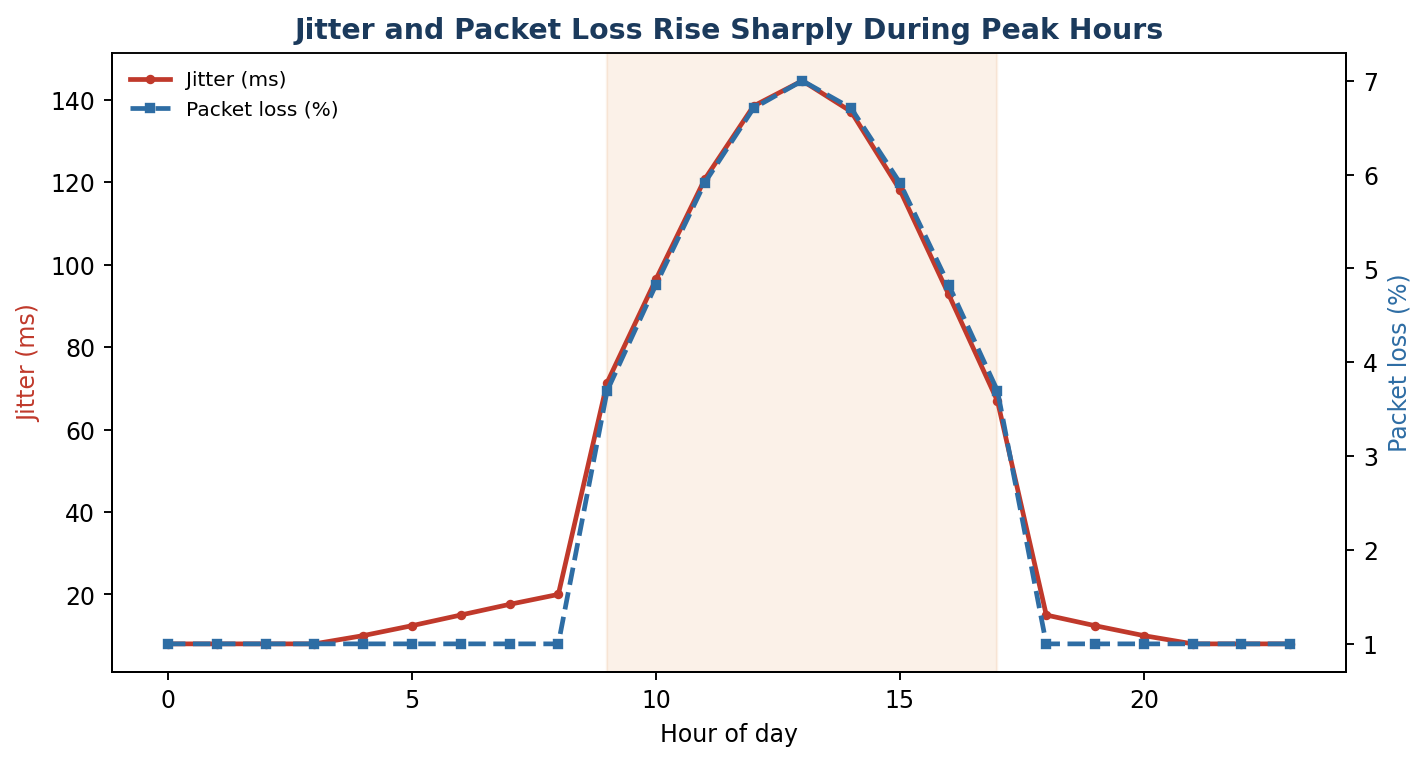 Jitter and Packet Loss Rise Sharply During Peak Hours
Jitter (ms)
Packet loss (%)
140
120
100
80
60
40
20
Jitter (ms)
7
6
5
4
3
2
1
Packet loss (%)
0 5 10 15 20
Hour of day